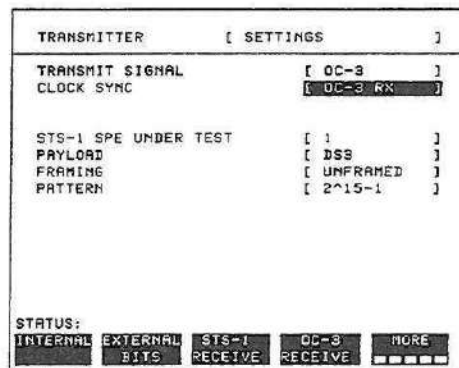 TRANSMITTER [ SETTINGS ]
TRANSMIT SIGNAL [ OC-3 ]
CLOCK SYNC [ OC-3 RX ]
STS-1 SPE UNDER TEST [ 1 ]
PAYLOAD [ DS3 ]
FRAMING [ UNFRAMED ]
PATTERN [ 2^15-1 ]
STATUS:
INTERNAL EXTERNAL STS-1 OC-3 MORE
BITS RECEIVE RECEIVE